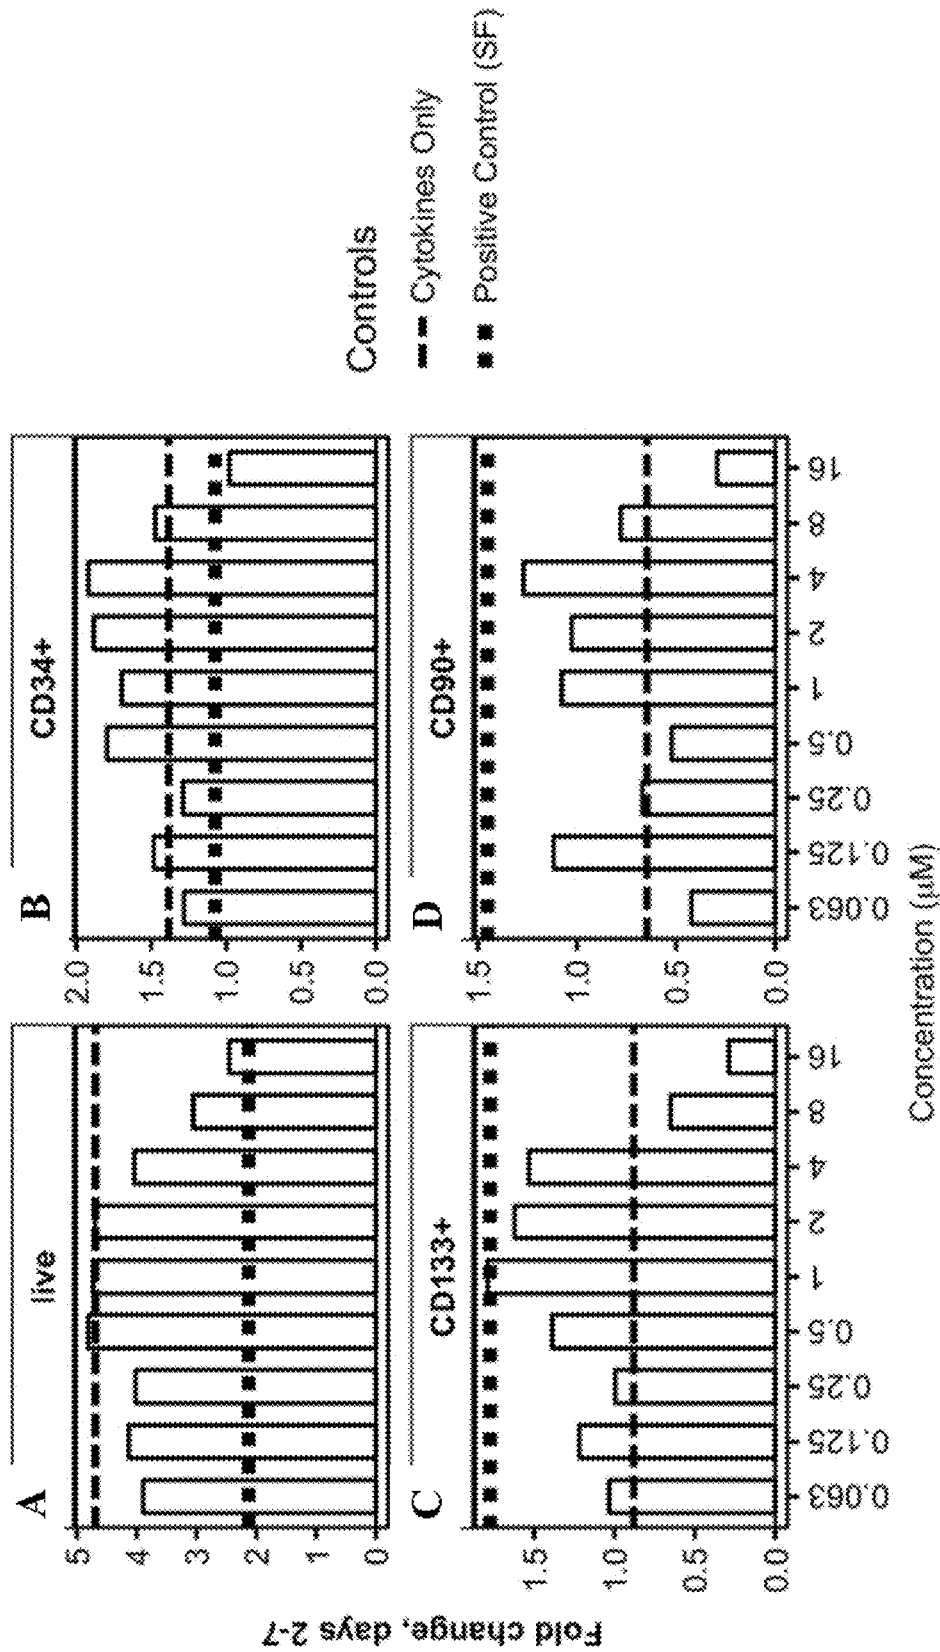 Fold change, days 2-7
A
live
5
4
3
2
1
0
B
CD34+
2.0
1.5
1.0
0.5
0.0
C
CD133+
1.5
1.0
0.5
0.0
0.063
0.125
0.25
0.5
1
2
4
8
16
D
CD90+
1.5
1.0
0.5
0.0
0.063
0.125
0.25
0.5
1
2
4
8
16
Concentration (μM)
Controls
Cytokines Only
Positive Control (SF)